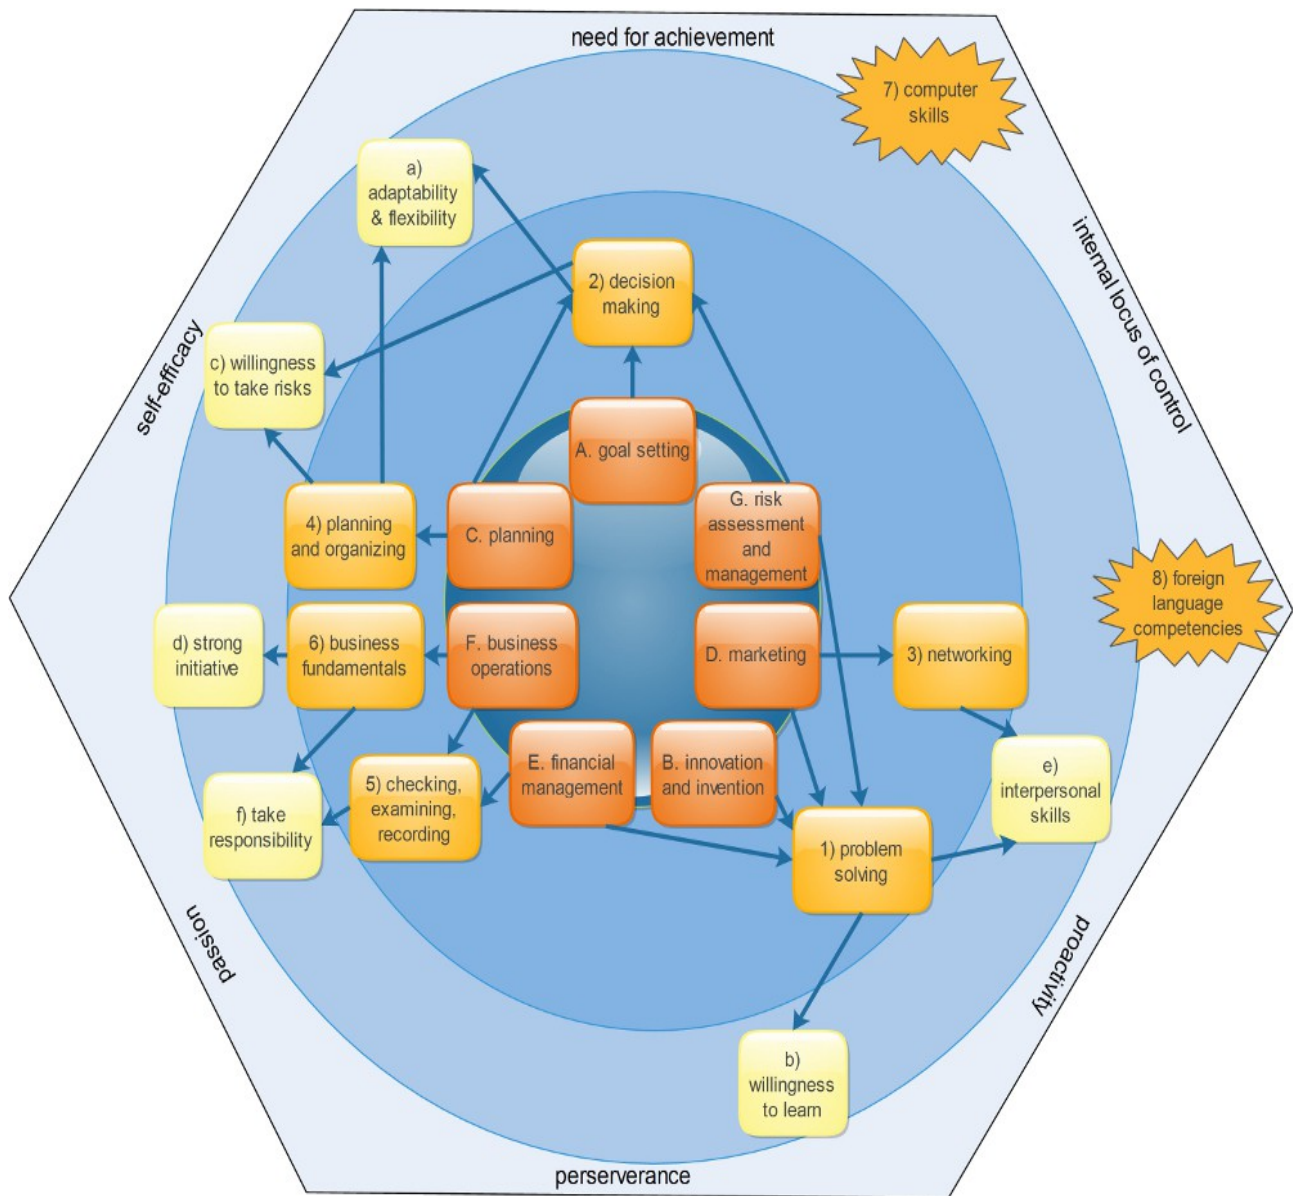 need for achievement
7) computer
skills
a)
adaptability
& flexibility
2) decision
making
internal locus of control
self-efficacy
c) willingness
to take risks
A. goal setting
4) planning
and organizing
C. planning
G. risk
assessment
and
management
8) foreign
language
competencies
d) strong
initiative
6) business
fundamentals
F. business
operations
D. marketing
3) networking
E. financial
management
B. innovation
and invention
5) checking,
examining,
recording
f) take
responsibility
e)
interpersonal
skills
1) problem
solving
passion
proactivity
b)
willingness
to learn
perserverance